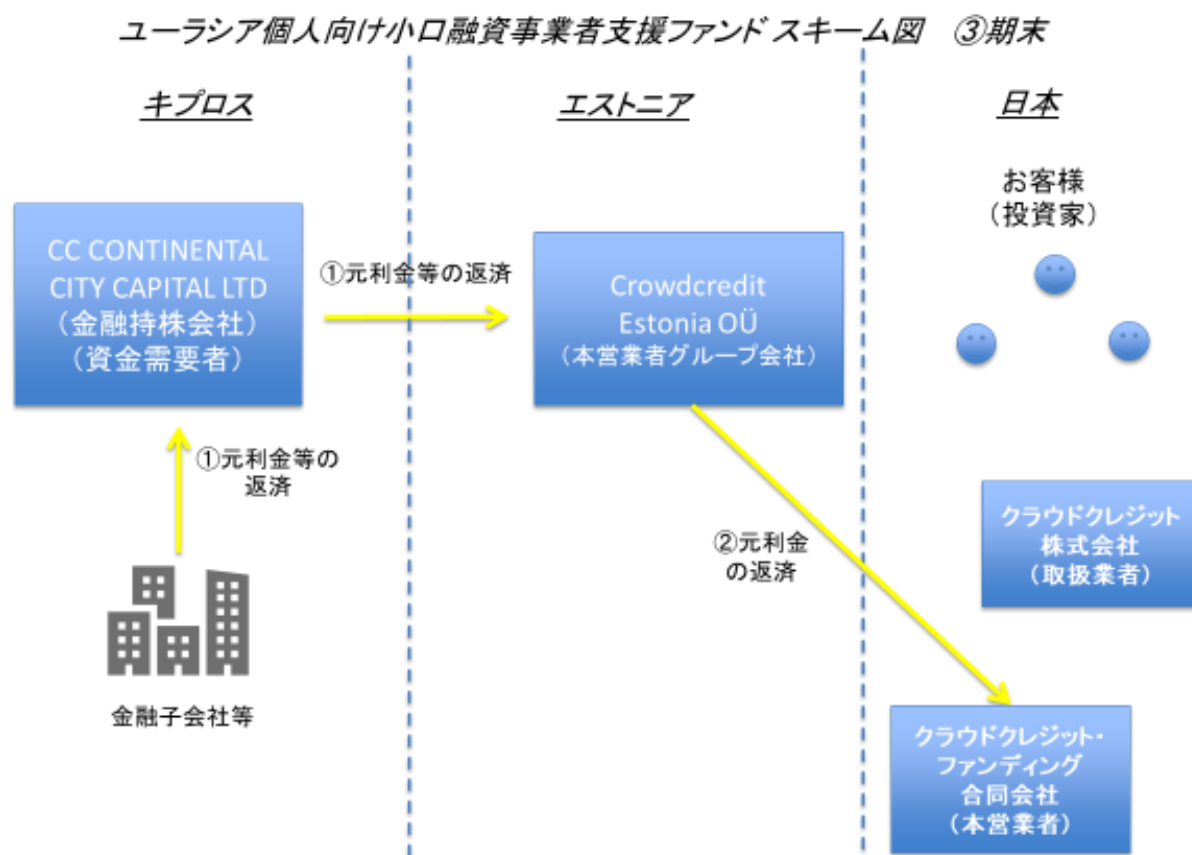 ユーラシア個人向け小口融資事業者支援ファンド スキーム図　③期末
キプロス
エストニア
日本
お客様
（投資家）
CC CONTINENTAL
CITY CAPITAL LTD
（金融持株会社）
（資金需要者）
①元利金等の返済
Crowdcredit
Estonia OÜ
（本営業者グループ会社）
①元利金等の
返済
②元利金
の返済
クラウドクレジット
株式会社
（取扱業者）
金融子会社等
クラウドクレジット・
ファンディング
合同会社
（本営業者）